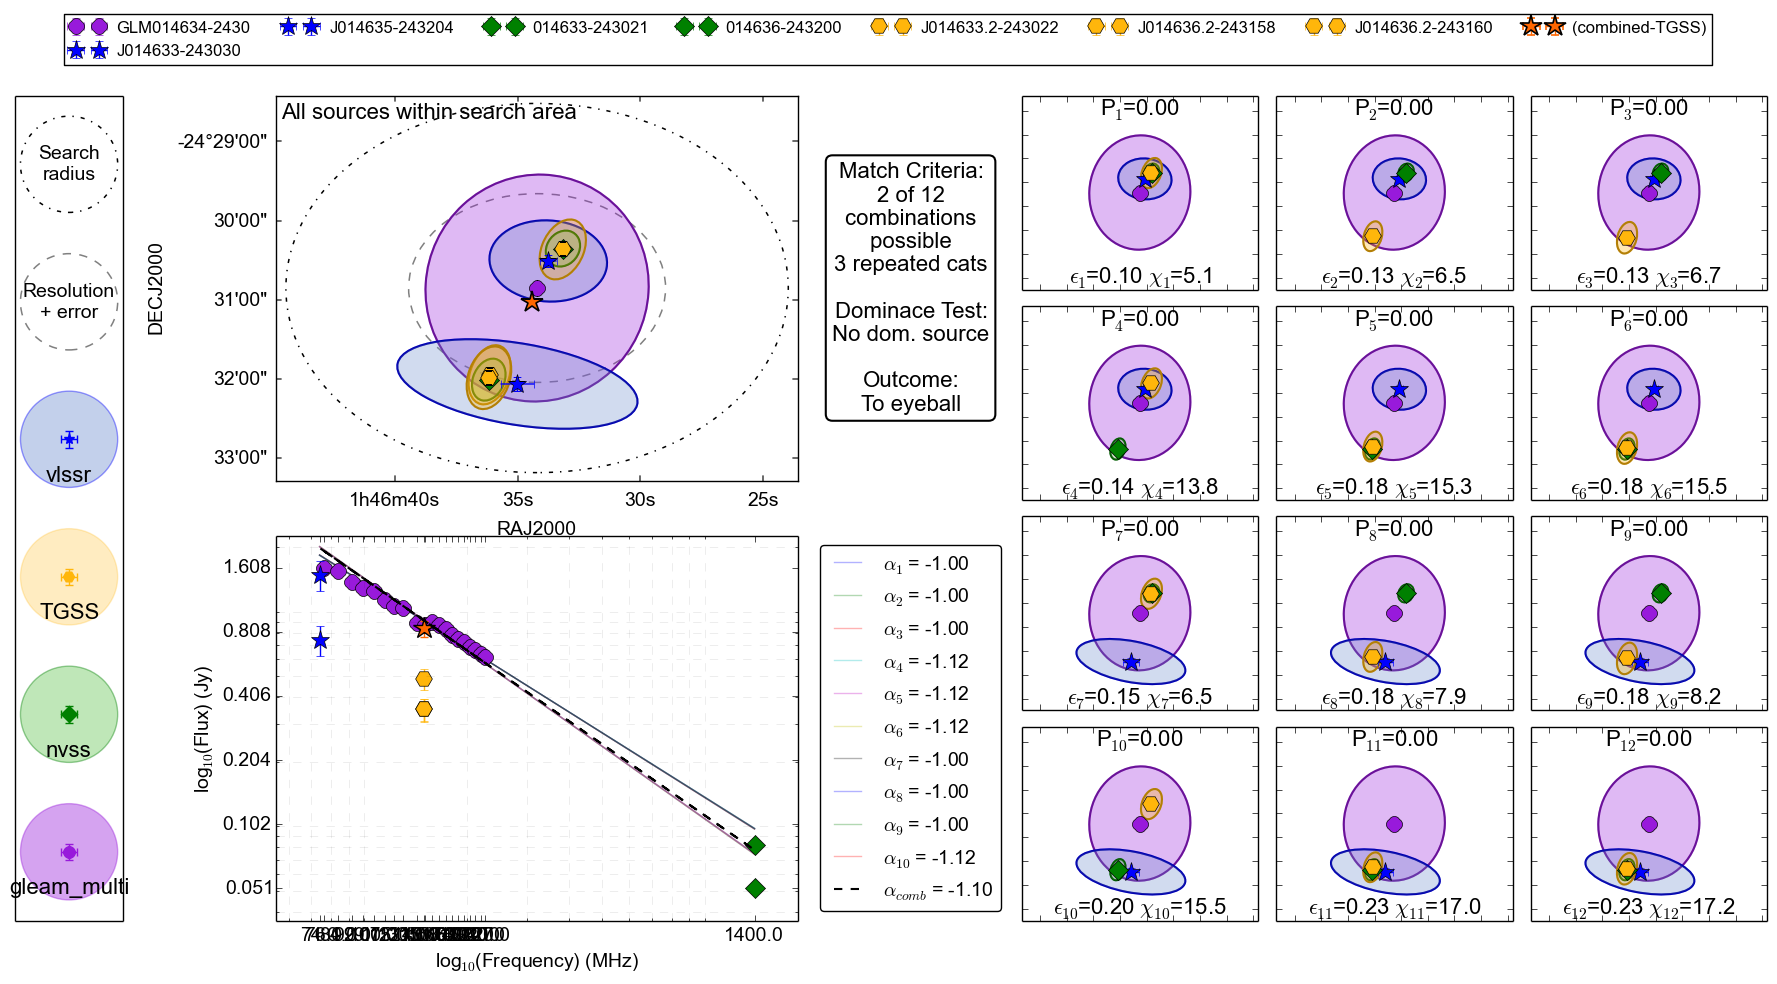 GLM014634-2430
J014635-243204
014633-243021
014636-243200
J014633.2-243022
J014636.2-243158
J014636.2-243160
(combined-TGSS)
J014633-243030
Search
radius
Resolution
+ error
vlssr
TGSS
nvss
gleam_multi
All sources within search area
-24°29'00"
30'00"
31'00"
32'00"
33'00"
DECJ2000
1h46m40s
35s
30s
25s
RAJ2000
Match Criteria:
2 of 12
combinations
possible
3 repeated cats
Dominace Test:
No dom. source
Outcome:
To eyeball
1.608
0.808
0.406
0.204
0.102
0.051
log10(Flux) (Jy)
1400.0
log10(Frequency) (MHz)
α1 = -1.00
α2 = -1.00
α3 = -1.00
α4 = -1.12
α5 = -1.12
α6 = -1.12
α7 = -1.00
α8 = -1.00
α9 = -1.00
α10 = -1.12
αcomb = -1.10
P1=0.00
ϵ1=0.10 χ1=5.1
P2=0.00
ϵ2=0.13 χ2=6.5
P3=0.00
ϵ3=0.13 χ3=6.7
P4=0.00
ϵ4=0.14 χ4=13.8
P5=0.00
ϵ5=0.18 χ5=15.3
P6=0.00
ϵ6=0.18 χ6=15.5
P7=0.00
ϵ7=0.15 χ7=6.5
P8=0.00
ϵ8=0.18 χ8=7.9
P9=0.00
ϵ9=0.18 χ9=8.2
P10=0.00
ϵ10=0.20 χ10=15.5
P11=0.00
ϵ11=0.23 χ11=17.0
P12=0.00
ϵ12=0.23 χ12=17.2